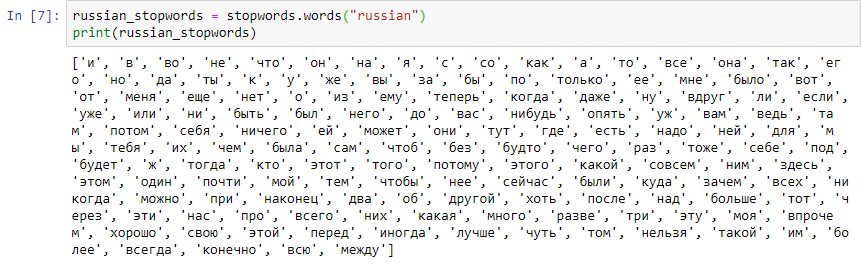 In [7]: russian_stopwords = stopwords.words("russian")
print(russian_stopwords)
['и', 'в', 'во', 'не', 'что', 'он', 'на', 'я', 'с', 'со', 'как', 'а', 'то', 'все', 'она', 'так', 'ег
о', 'но', 'да', 'ты', 'к', 'у', 'же', 'вы', 'за', 'бы', 'по', 'только', 'ее', 'мне', 'было', 'вот',
'от', 'меня', 'еще', 'нет', 'о', 'из', 'ему', 'теперь', 'когда', 'даже', 'ну', 'вдруг', 'ли', 'если',
'уже', 'или', 'ни', 'быть', 'был', 'него', 'до', 'вас', 'нибудь', 'опять', 'уж', 'вам', 'ведь', 'та
м', 'потом', 'себя', 'ничего', 'ей', 'может', 'они', 'тут', 'где', 'есть', 'надо', 'ней', 'для', 'м
ы', 'тебя', 'их', 'чем', 'была', 'сам', 'чтоб', 'без', 'будто', 'чего', 'раз', 'тоже', 'себе', 'под',
'будет', 'ж', 'тогда', 'кто', 'этот', 'того', 'потому', 'этого', 'какой', 'совсем', 'ним', 'здесь',
'этом', 'один', 'почти', 'мой', 'тем', 'чтобы', 'нее', 'сейчас', 'были', 'куда', 'зачем', 'всех', 'ни
когда', 'можно', 'при', 'наконец', 'два', 'об', 'другой', 'хоть', 'после', 'над', 'больше', 'тот', 'ч
ерез', 'эти', 'нас', 'про', 'всего', 'них', 'какая', 'много', 'разве', 'три', 'эту', 'моя', 'впроче
м', 'хорошо', 'свою', 'этой', 'перед', 'иногда', 'лучше', 'чуть', 'том', 'нельзя', 'такой', 'им', 'бо
лее', 'всегда', 'конечно', 'всю', 'между']